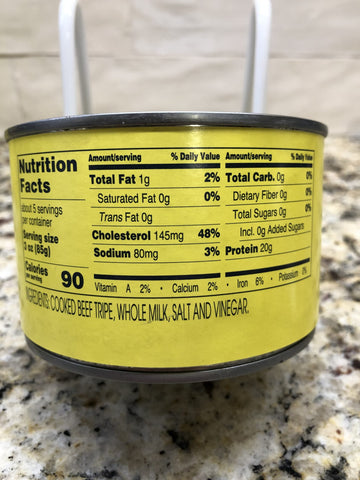 Nutrition
Facts
about 5 servings
per container
Serving size
3 oz (85g)
Calories
per serving
90
Amount/serving % Daily Value
Total Fat 1g 2%
Saturated Fat 0g 0%
Trans Fat 0g
Cholesterol 145mg 48%
Sodium 80mg 3%
Amount/serving % Daily Value
Total Carb. 0g 0%
Dietary Fiber 0g 0%
Total Sugars 0g
Incl. 0g Added Sugars 0%
Protein 20g
Vitamin A 2% • Calcium 2% • Iron 6% • Potassium 0%
INGREDIENTS: COOKED BEEF TRIPE, WHOLE MILK, SALT AND VINEGAR.